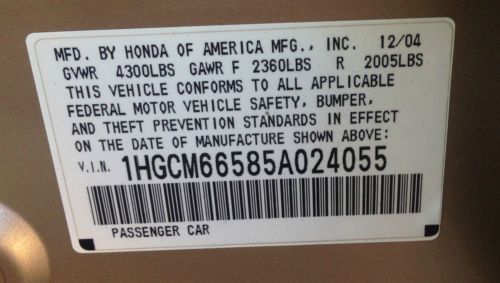 MFD. BY HONDA OF AMERICA MFG., INC. 12/04
GVWR 4300LBS GAWR F 2360LBS R 2005LBS
THIS VEHICLE CONFORMS TO ALL APPLICABLE
FEDERAL MOTOR VEHICLE SAFETY, BUMPER,
AND THEFT PREVENTION STANDARDS IN EFFECT
ON THE DATE OF MANUFACTURE SHOWN ABOVE:
V.I.N. 1HGCM66585A024055
PASSENGER CAR